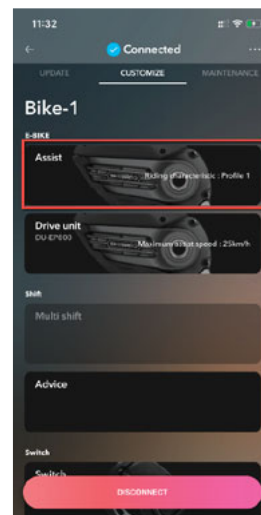 11:32
Connected
UPDATE CUSTOMIZE MAINTENANCE
Bike-1
E-BIKE
Assist
Riding characteristic : Profile 1
Drive unit
DU-EP800
Maximum assist speed : 25km/h
Shift
Multi shift
Advice
Switch
Switch
DISCONNECT